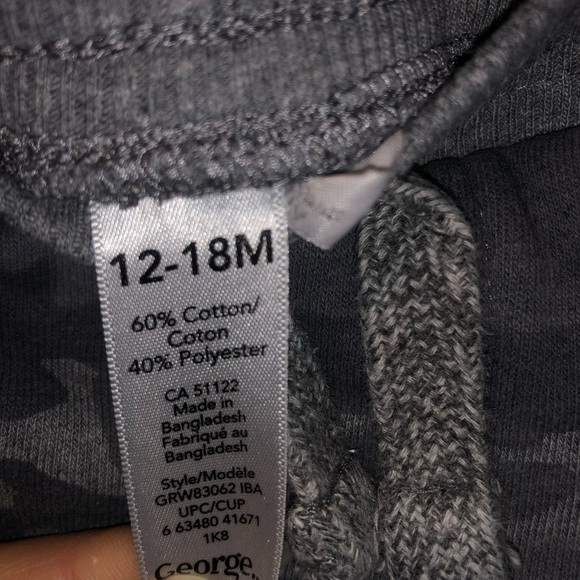 12-18M
60% Cotton/
Coton
40% Polyester
CA 51122
Made in
Bangladesh
Fabriqué au
Bangladesh
Style/Modèle
GRW83062 IBA
UPC/CUP
6 63480 41671
1K8
George.